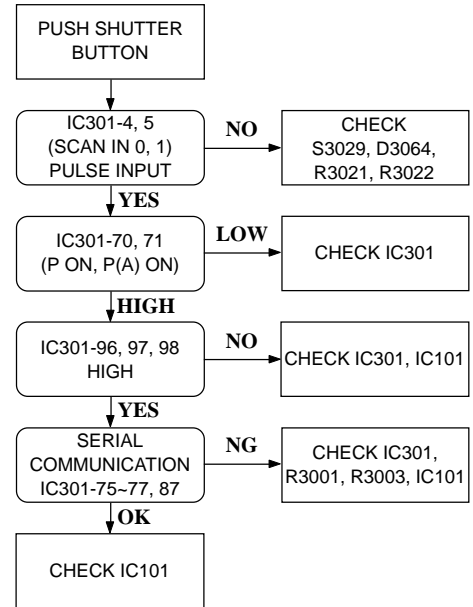 PUSH SHUTTER
BUTTON
IC301-4, 5
(SCAN IN 0, 1)
PULSE INPUT
NO
CHECK
S3029, D3064,
R3021, R3022
YES
IC301-70, 71
(P ON, P(A) ON)
LOW
CHECK IC301
HIGH
IC301-96, 97, 98
HIGH
NO
CHECK IC301, IC101
YES
SERIAL
COMMUNICATION
IC301-75~77, 87
NG
CHECK IC301,
R3001, R3003, IC101
OK
CHECK IC101